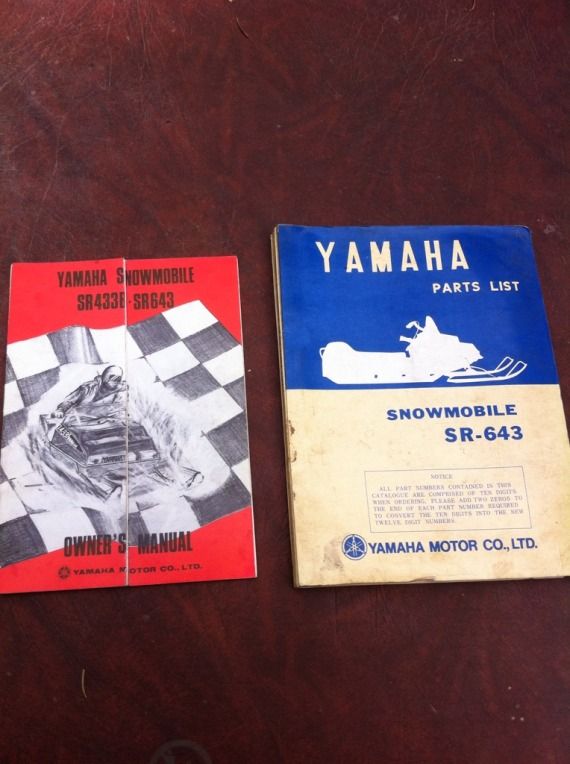 YAMAHA SNOWMOBILE
SR433B·SR643
OWNER'S-MANUAL
YAMAHA MOTOR CO., LTD.
YAMAHA
PARTS LIST
SNOWMOBILE
SR-643
NOTICE
ALL PART NUMBERS CONTAINED IN THIS
CATALOGUE ARE COMPRISED OF TEN DIGITS.
WHEN ORDERING, PLEASE ADD TWO ZEROS TO
THE END OF EACH PART NUMBER REQUIRED
TO CONVERT THE TEN DIGITS INTO THE NEW
TWELVE DIGIT NUMBERS.
YAMAHA MOTOR CO., LTD.